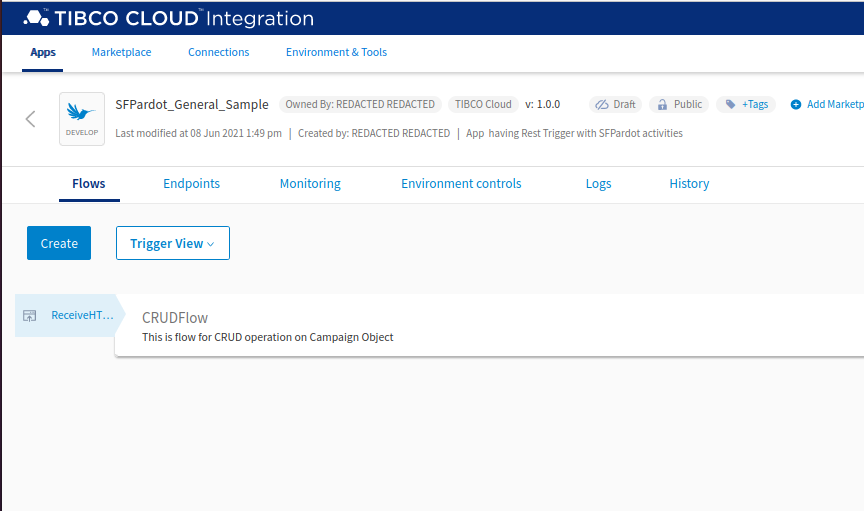 TIBCO CLOUD™ Integration
Apps Marketplace Connections Environment & Tools
SFPardot_General_Sample Owned By: REDACTED REDACTED TIBCO Cloud v: 1.0.0 Draft Public +Tags Add Marketp
DEVELOP
Last modified at 08 Jun 2021 1:49 pm | Created by: REDACTED REDACTED | App having Rest Trigger with SFPardot activities
Flows Endpoints Monitoring Environment controls Logs History
Create Trigger View
ReceiveHT...
CRUDFlow
This is flow for CRUD operation on Campaign Object